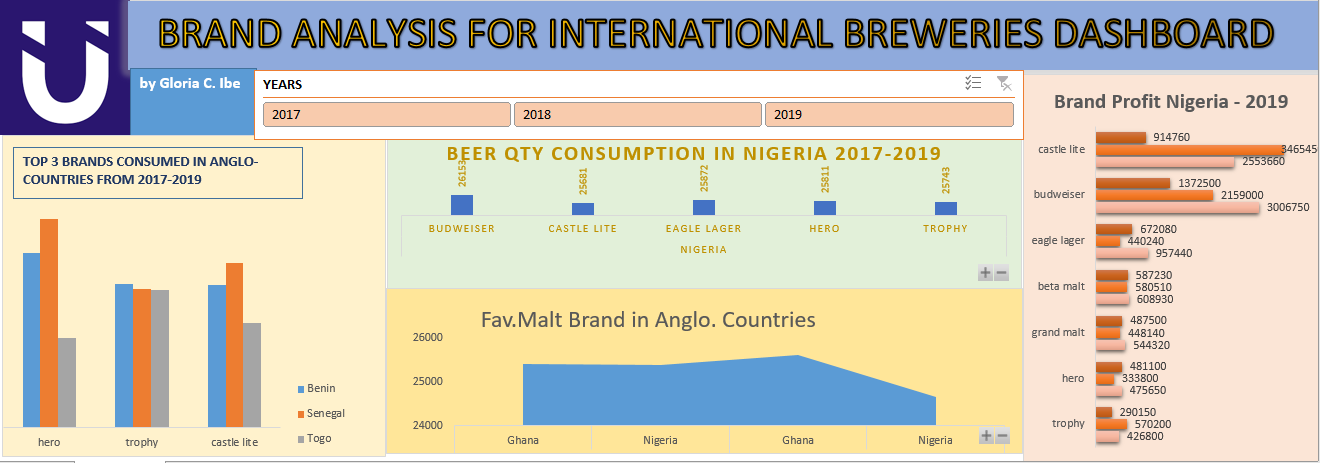 BRAND ANALYSIS FOR INTERNATIONAL BREWERIES DASHBOARD
by Gloria C. Ibe
YEARS
2017
2018
2019
TOP 3 BRANDS CONSUMED IN ANGLO-
COUNTRIES FROM 2017-2019
hero
trophy
castle lite
Benin
Senegal
Togo
BEER QTY CONSUMPTION IN NIGERIA 2017-2019
26153
25681
25872
25811
25743
BUDWEISER
CASTLE LITE
EAGLE LAGER
HERO
TROPHY
NIGERIA
Fav.Malt Brand in Anglo. Countries
26000
25000
24000
Ghana
Nigeria
Ghana
Nigeria
Brand Profit Nigeria - 2019
castle lite
914760
2553660
budweiser
1372500
2159000
3006750
eagle lager
672080
440240
957440
beta malt
587230
580510
608930
grand malt
487500
448140
544320
hero
481100
333800
475650
trophy
290150
570200
426800